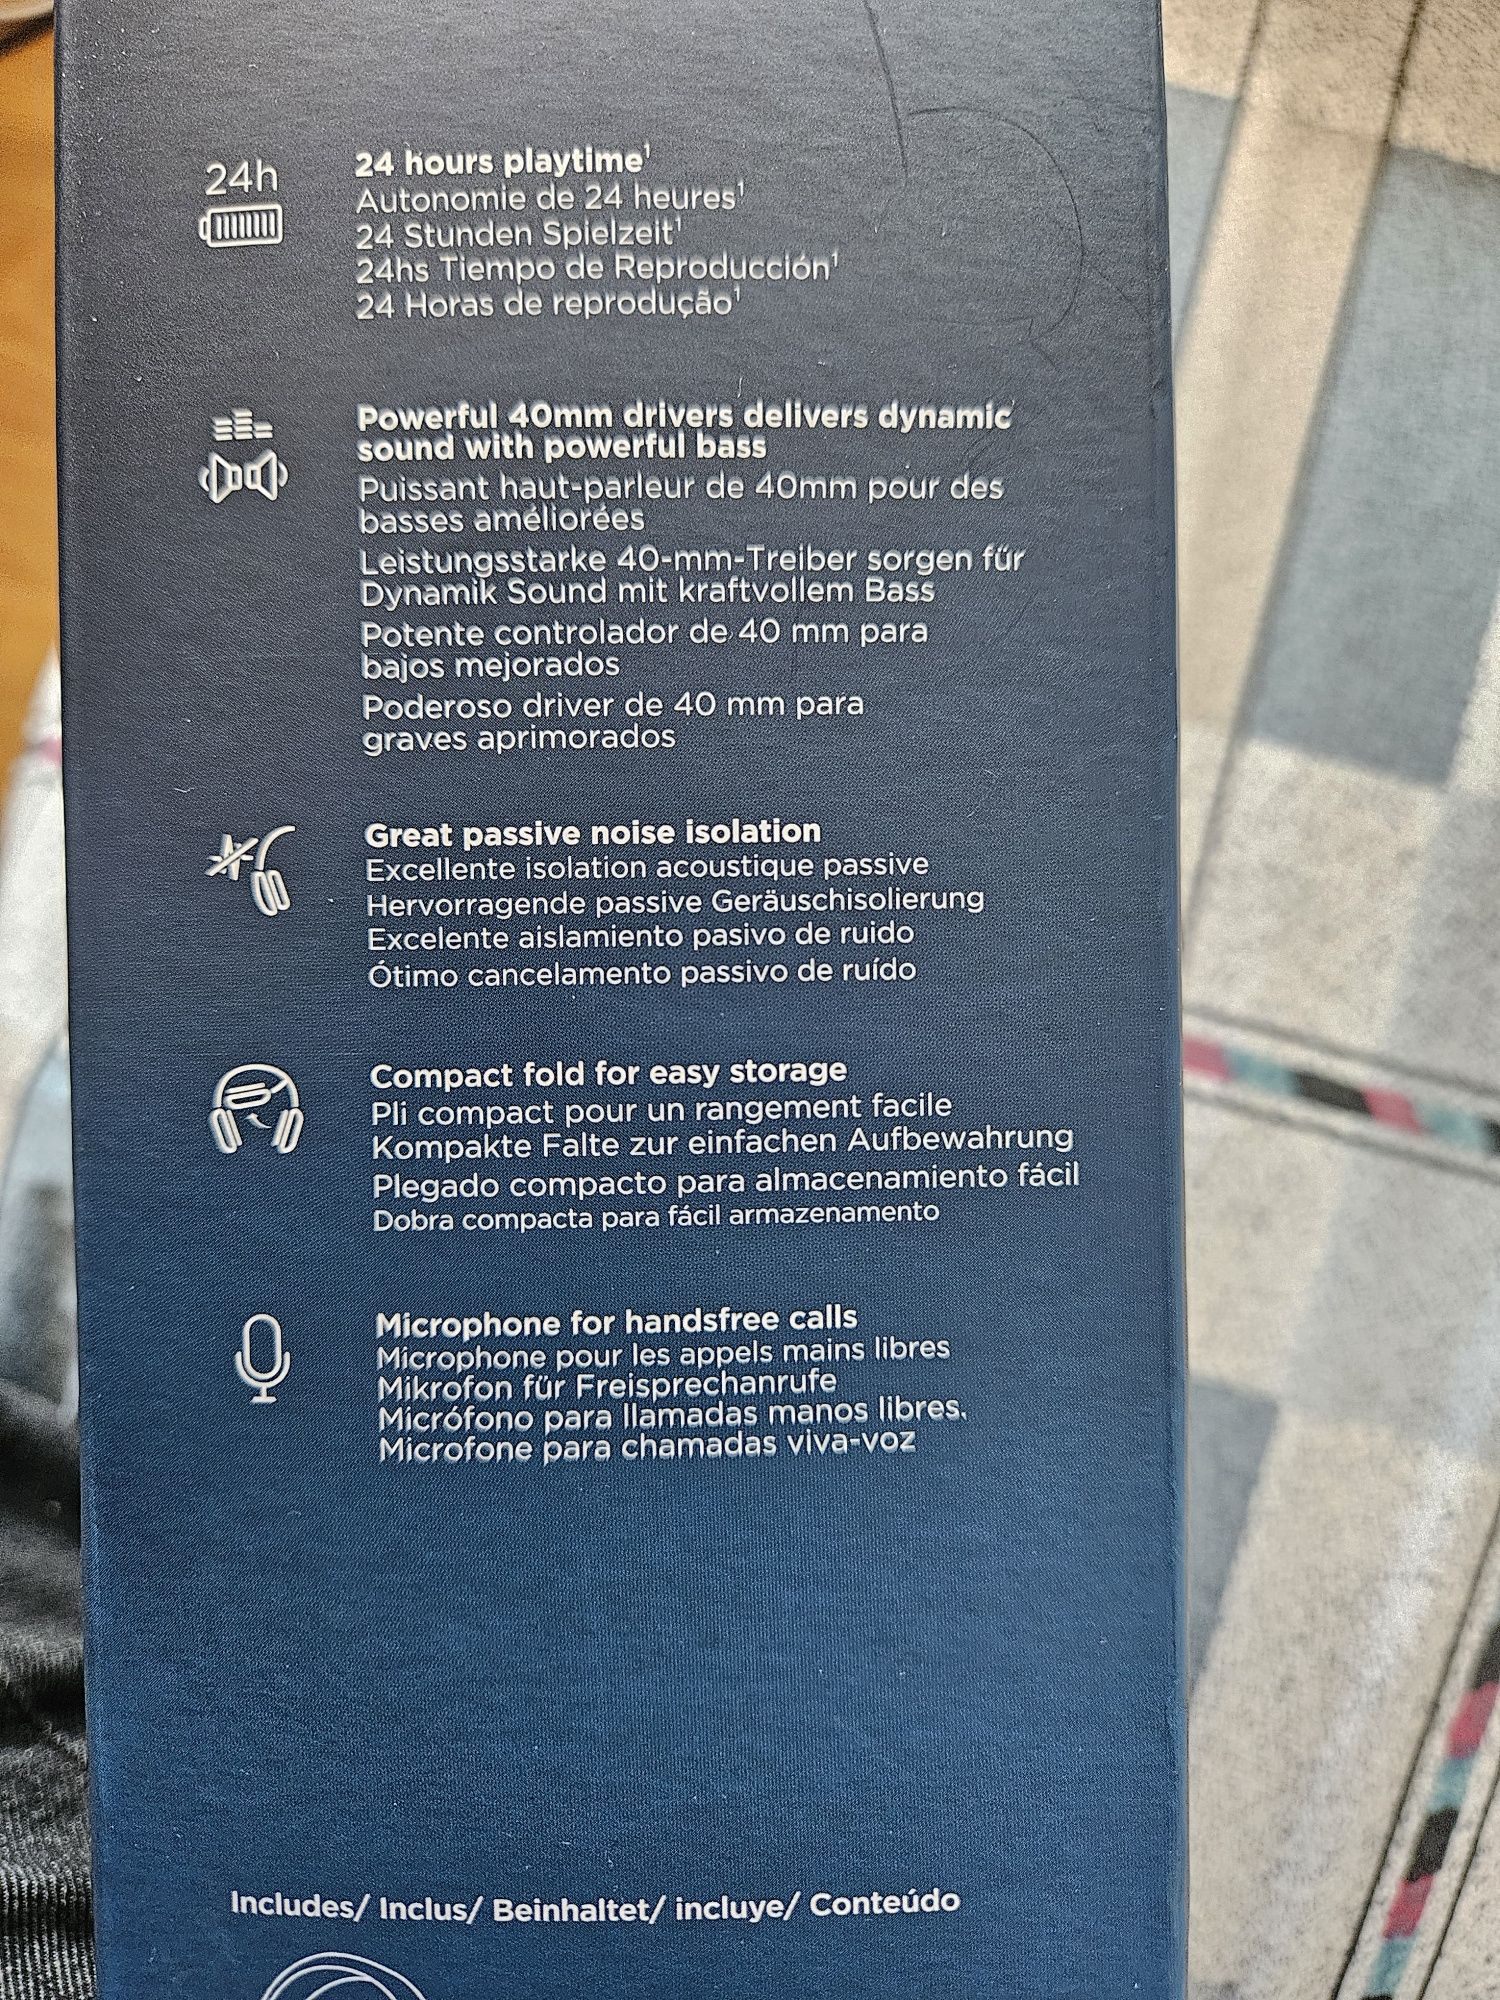 24h
24 hours playtime¹
Autonomie de 24 heures¹
24 Stunden Spielzeit¹
24hs Tiempo de Reproducción¹
24 Horas de reprodução¹
Powerful 40mm drivers delivers dynamic
sound with powerful bass
Puissant haut-parleur de 40mm pour des
basses améliorées
Leistungsstarke 40-mm-Treiber sorgen für
Dynamik Sound mit kraftvollem Bass
Potente controlador de 40 mm para
bajos mejorados
Poderoso driver de 40 mm para
graves aprimorados
Great passive noise isolation
Excellente isolation acoustique passive
Hervorragende passive Geräuschisolierung
Excelente aislamiento pasivo de ruido
Ótimo cancelamento passivo de ruído
Compact fold for easy storage
Pli compact pour un rangement facile
Kompakte Falte zur einfachen Aufbewahrung
Plegado compacto para almacenamiento fácil
Dobra compacta para fácil armazenamento
Microphone for handsfree calls
Microphone pour les appels mains libres
Mikrofon für Freisprechanrufe
Micrófono para llamadas manos libres.
Microfone para chamadas viva-voz
Includes/ Inclus/ Beinhaltet/ incluye/ Conteúdo